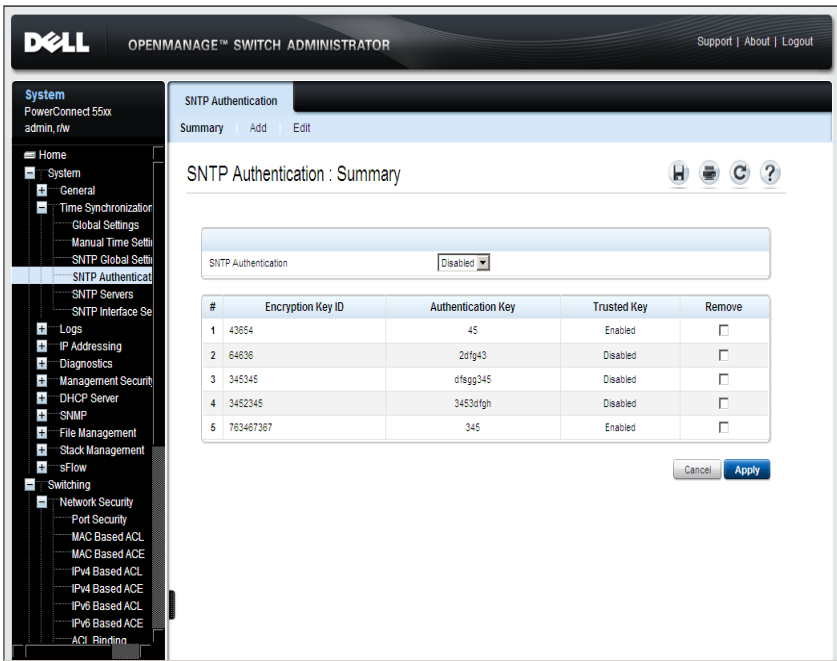 DELL
OPENMANAGE™ SWITCH ADMINISTRATOR
Support | About | Logout
System
PowerConnect 55xx
admin, r/w
Home
System
General
Time Synchronization
Global Settings
Manual Time Settin
SNTP Global Settin
SNTP Authenticati
SNTP Servers
SNTP Interface Se
Logs
IP Addressing
Diagnostics
Management Security
DHCP Server
SNMP
File Management
Stack Management
sFlow
Switching
Network Security
Port Security
MAC Based ACL
MAC Based ACE
IPv4 Based ACL
IPv4 Based ACE
IPv6 Based ACL
IPv6 Based ACE
ACL Binding
SNTP Authentication
Summary | Add | Edit
SNTP Authentication : Summary
SNTP Authentication Disabled
# Encryption Key ID Authentication Key Trusted Key Remove
1 43654 45 Enabled
2 64636 2dfg43 Disabled
3 345345 dfsgg345 Disabled
4 3452345 3453dfgh Disabled
5 763467367 345 Enabled
Cancel Apply